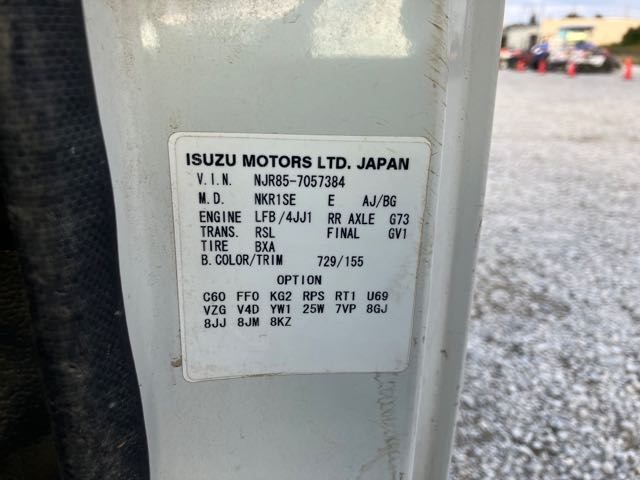 ISUZU MOTORS LTD. JAPAN
V.I.N. NJR85-7057384
M.D. NKR1SE E AJ/BG
ENGINE LFB/4JJ1 RR AXLE G73
TRANS. RSL FINAL GV1
TIRE BXA
B.COLOR/TRIM 729/155
OPTION
C60 FF0 KG2 RPS RT1 U69
VZG V4D YW1 25W 7VP 8GJ
8JJ 8JM 8KZ